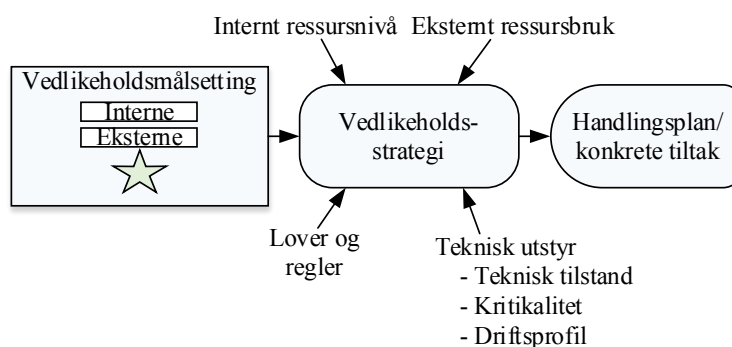 Internt ressursnivå
Eksternt ressursbruk
Vedlikeholdsmålsetting
Interne
Eksterne
Vedlikeholds-
strategi
Handlingsplan/
konkrete tiltak
Lover og
regler
Teknisk utstyr
- Teknisk tilstand
- Kritikalitet
- Driftsprofil